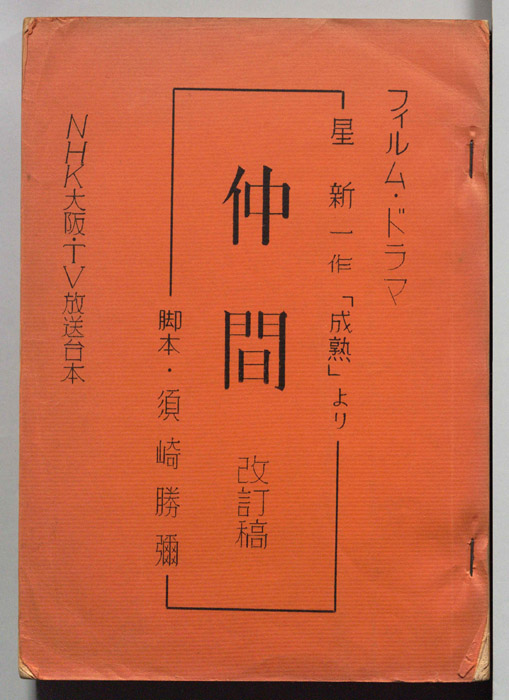 フィルム・ドラマ
星新一作「成熟」より
仲間 改訂稿
脚本・須崎勝彌
NHK大阪・TV放送台本